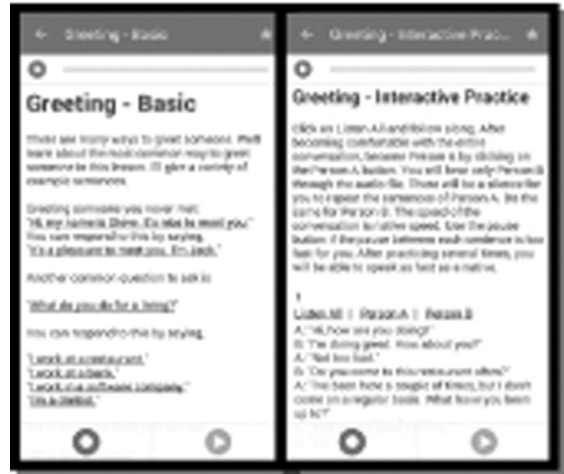 Greeting - Basic
Greeting - Basic
There are many ways to greet someone. We'll
learn about the most common way to greet
someone in this lesson. I'll give a variety of
example sentences.
Greeting someone you never met:
"Hi, my name is Steve. It's nice to meet you."
You can respond to this by saying,
"It's a pleasure to meet you. I'm Jack."
Another common question to ask is
"What do you do for a living?"
You can respond to this by saying,
"I work at a restaurant."
"I work at a bank."
"I work in a software company."
"I'm a dentist."
Greeting - Interactive Prac...
Greeting - Interactive Practice
Click on Listen All and follow along. After
becoming comfortable with the entire
conversation, become Person A by clicking on
the Person A button. You will hear only Person B
through the audio file. There will be a silence for
you to repeat the sentences of Person A. Do the
same for Person B. The speed of the
conversation is native speed. Use the pause
button if the pause between each sentence is too
fast for you. After practicing several times, you
will be able to speak as fast as a native.
1
Listen All | Person A | Person B
A: "Hi, how are you doing?"
B: "I'm doing great. How about you?"
A: "Not too bad."
B: "Do you come to this restaurant often?"
A: "I've been here a couple of times, but I don't
come on a regular basis. What have you been
up to?"